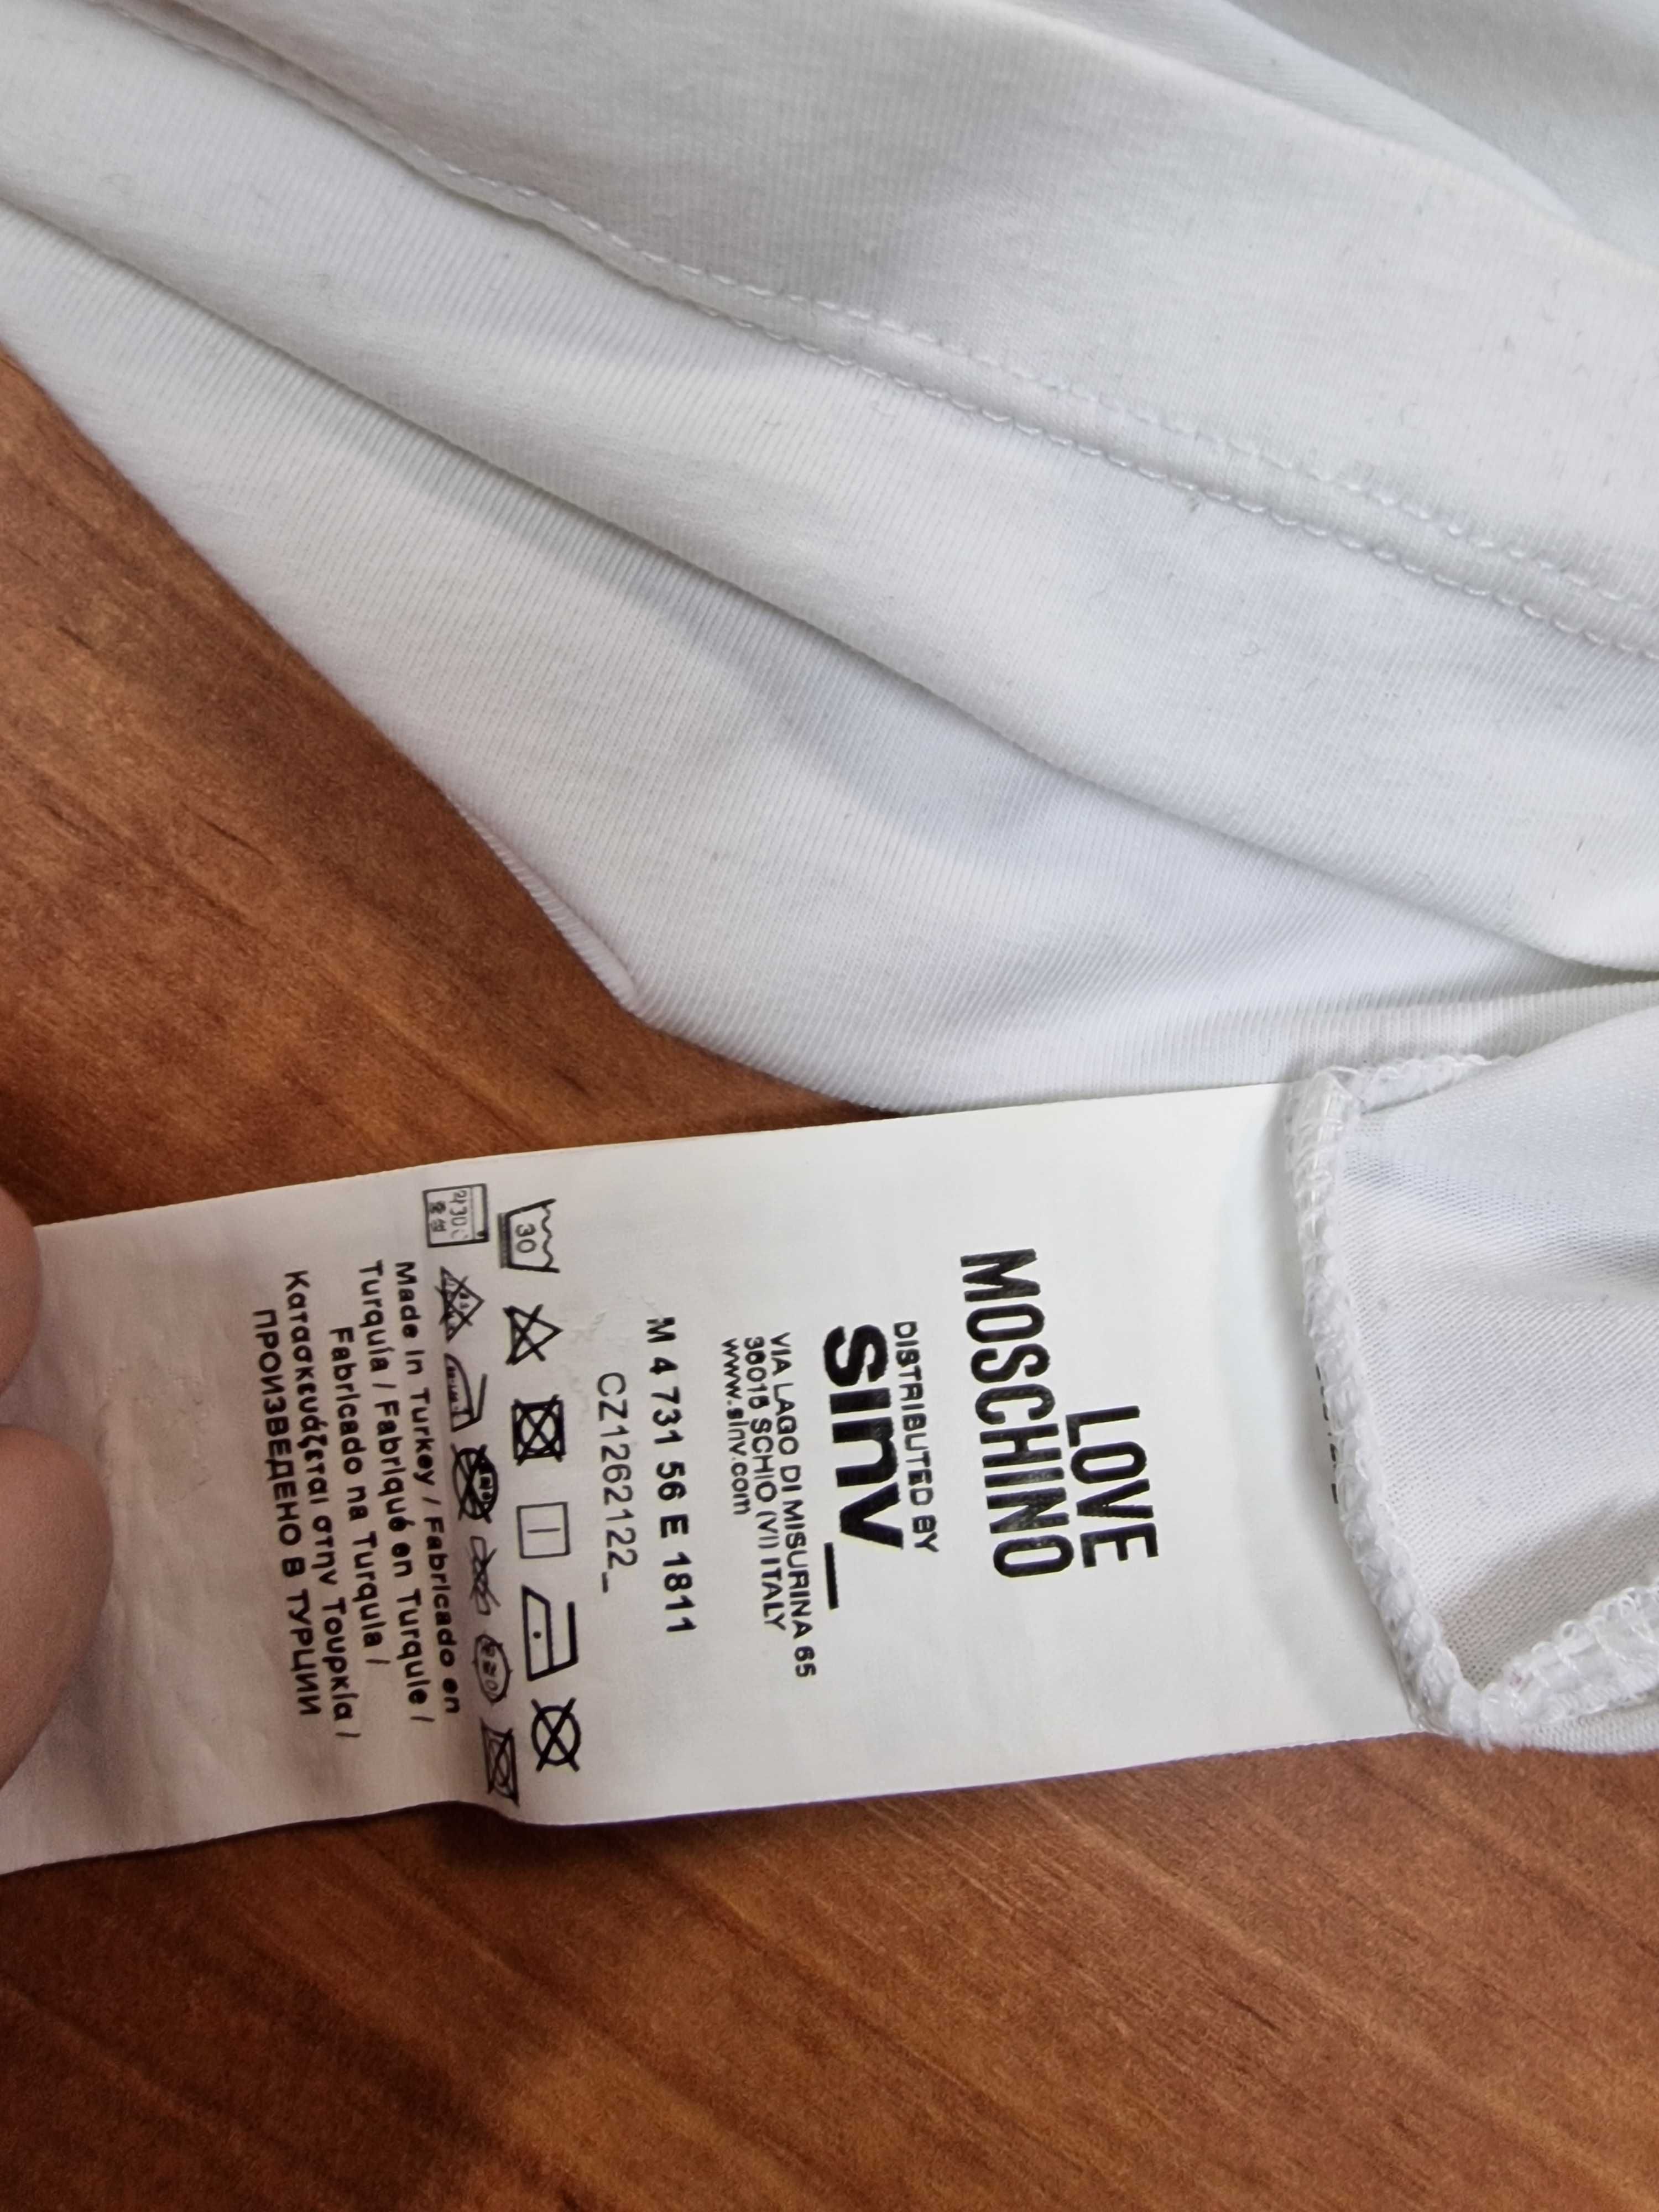 LOVE
MOSCHINO
DISTRIBUTED BY
sinv_
VIA LAGO DI MISURINA 65
36015 SCHIO (VI) ITALY
www.sinv.com
M 4 731 56 E 1811
CZ1262122_
30
Made in Turkey / Fabricado en
Turquía / Fabriqué en Turquie /
Fabricado na Turquia /
Κατασκευάζεται στην Τουρκία /
ПРОИЗВЕДЕНО В ТУРЦИИ